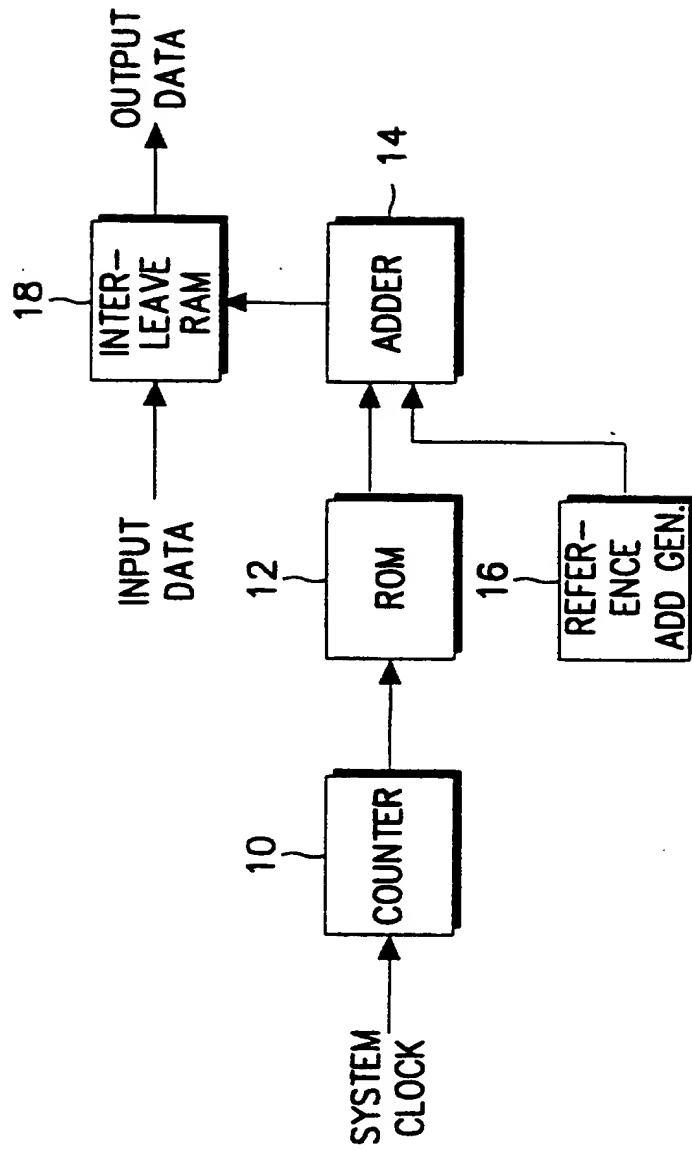 18
INTER-
LEAVE
RAM
INPUT
DATA
OUTPUT
DATA
10
COUNTER
SYSTEM
CLOCK
12
ROM
14
ADDER
16
REFER-
ENCE
ADD GEN.